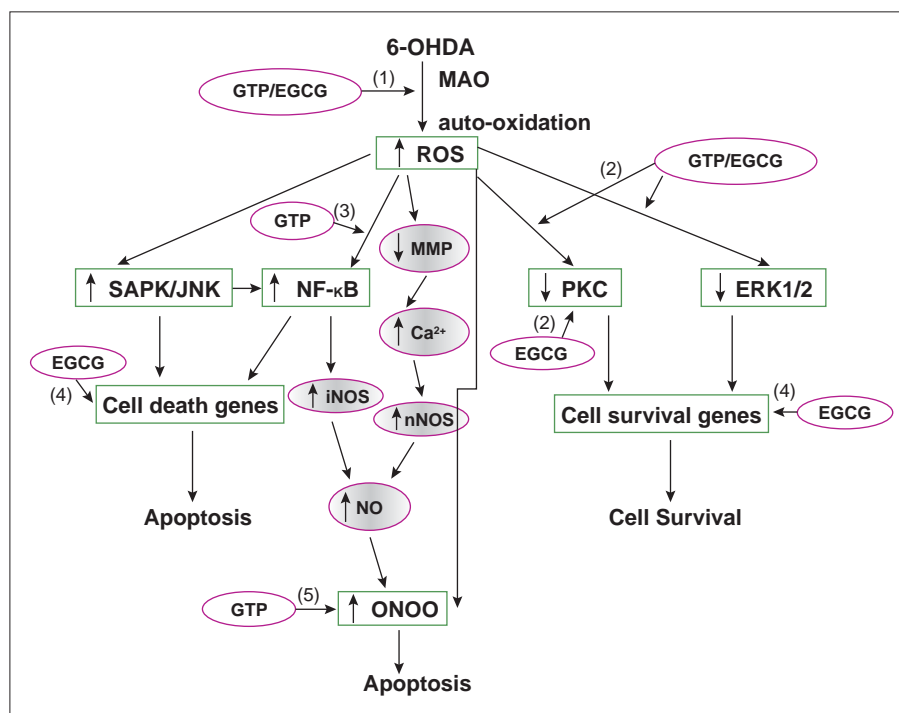 6-OHDA
(1)
MAO
GTP/EGCG
auto-oxidation
↑ ROS
(2)
GTP/EGCG
GTP
(3)
↓ MMP
↑ SAPK/JNK
↑ NF-κB
↓ PKC
↓ ERK1/2
↑ Ca²⁺
(2)
EGCG
EGCG
(4)
Cell death genes
↑ iNOS
↑ nNOS
Cell survival genes
(4)
EGCG
↑ NO
Apoptosis
Cell Survival
GTP
(5)
↑ ONOO
Apoptosis